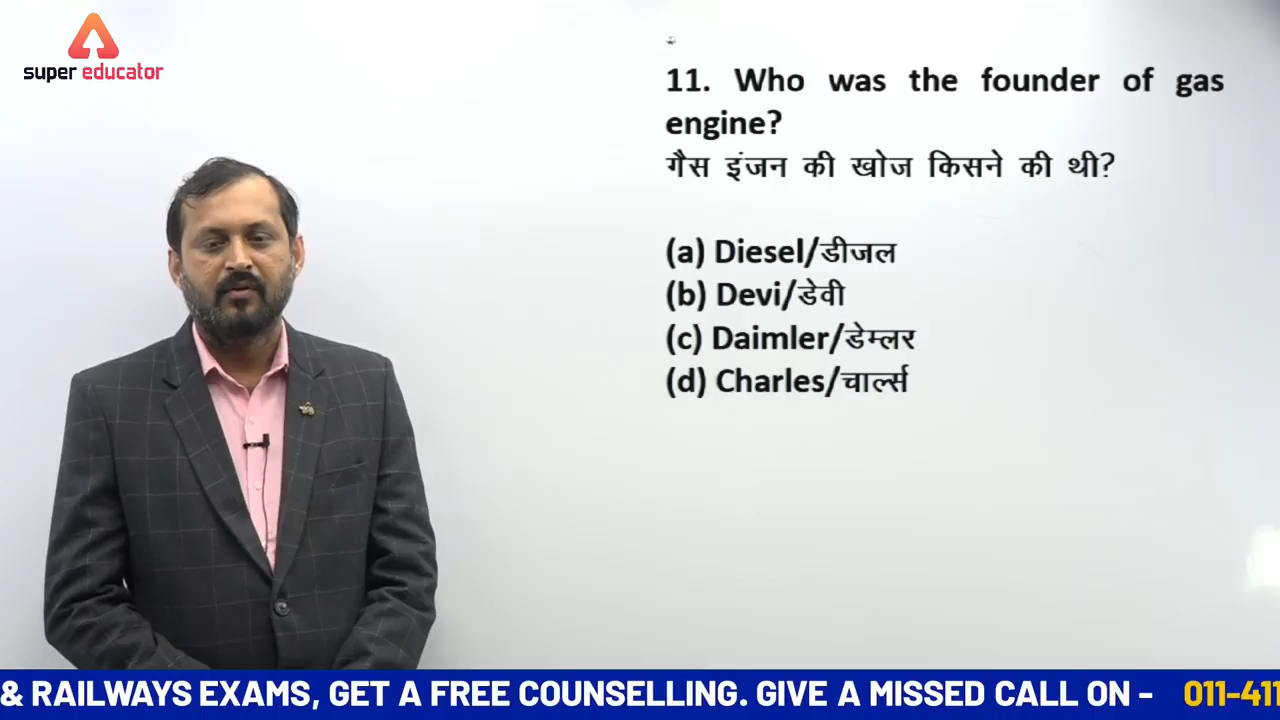 super educator
11. Who was the founder of gas
engine?
गैस इंजन की खोज किसने की थी?
(a) Diesel/डीजल
(b) Devi/डेवी
(c) Daimler/डेम्लर
(d) Charles/चार्ल्स
& RAILWAYS EXAMS, GET A FREE COUNSELLING. GIVE A MISSED CALL ON - 011-411